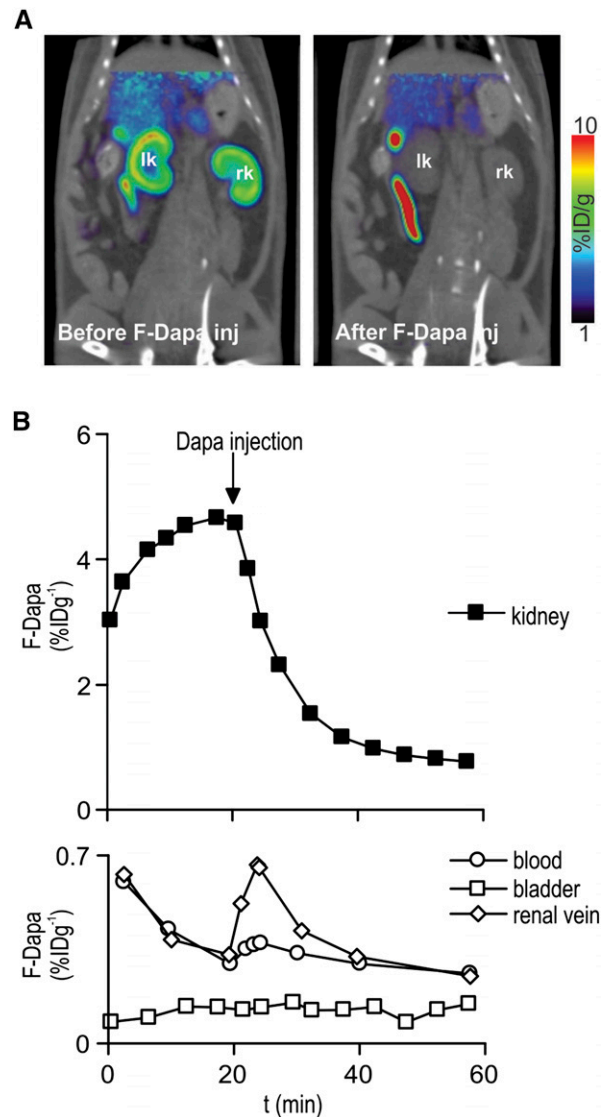 A
lk
rk
Before F-Dapa inj
lk
rk
After F-Dapa inj
10
%ID/g
1
B
6
4
2
0
F-Dapa
(%IDg⁻¹)
Dapa injection
kidney
0.7
0
F-Dapa
(%IDg⁻¹)
blood
bladder
renal vein
0 20 40 60
t (min)